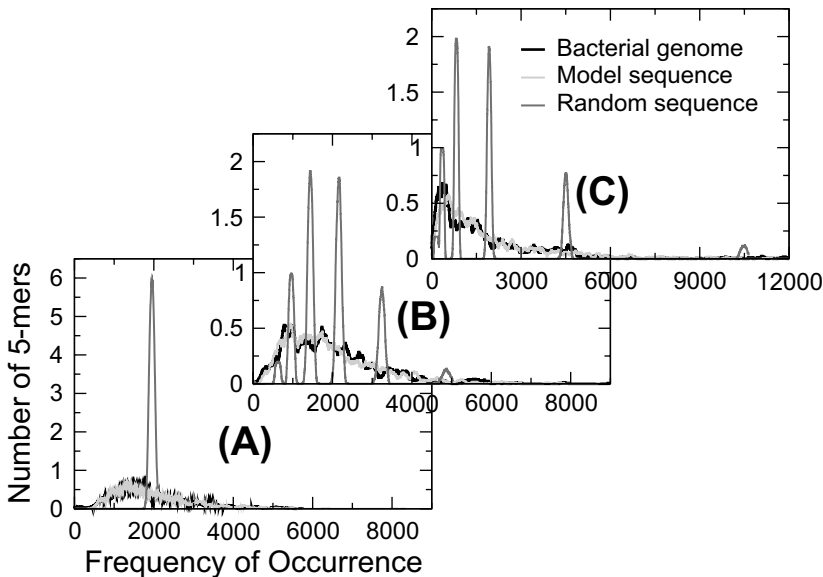 2
1.5
1
0.5
0
0 3000 6000 9000 12000
Bacterial genome
Model sequence
Random sequence
(C)
2
1.5
1
0.5
0
0 2000 4000 6000 8000
(B)
6
5
4
3
2
1
0
0 2000 4000 6000 8000
(A)
Number of 5-mers
Frequency of Occurrence